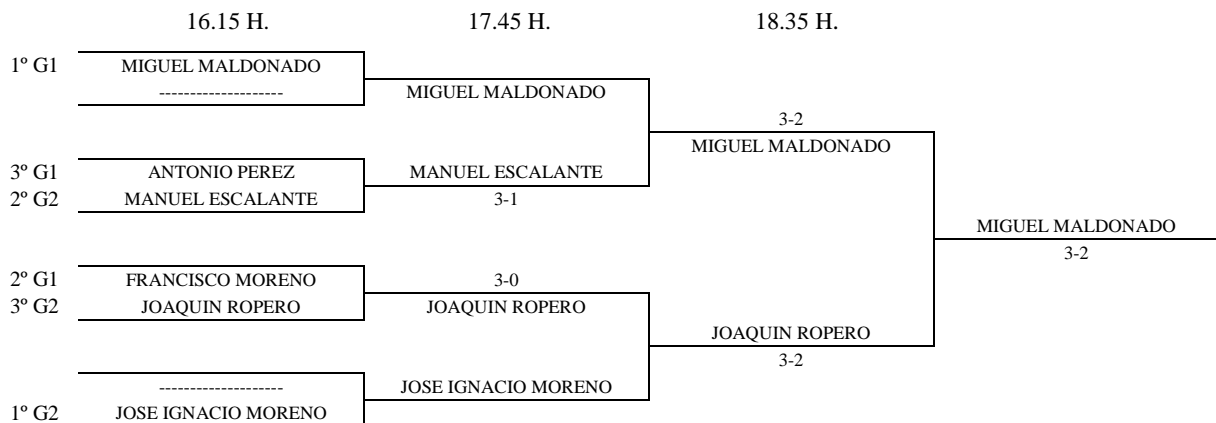 16.15 H. 17.45 H. 18.35 H.
1º G1 MIGUEL MALDONADO
--------------------
MIGUEL MALDONADO
3-2
MIGUEL MALDONADO
3º G1 ANTONIO PEREZ MANUEL ESCALANTE
2º G2 MANUEL ESCALANTE 3-1
MIGUEL MALDONADO
3-2
2º G1 FRANCISCO MORENO 3-0
3º G2 JOAQUIN ROPERO JOAQUIN ROPERO
JOAQUIN ROPERO
3-2
--------------------
JOSE IGNACIO MORENO
1º G2 JOSE IGNACIO MORENO